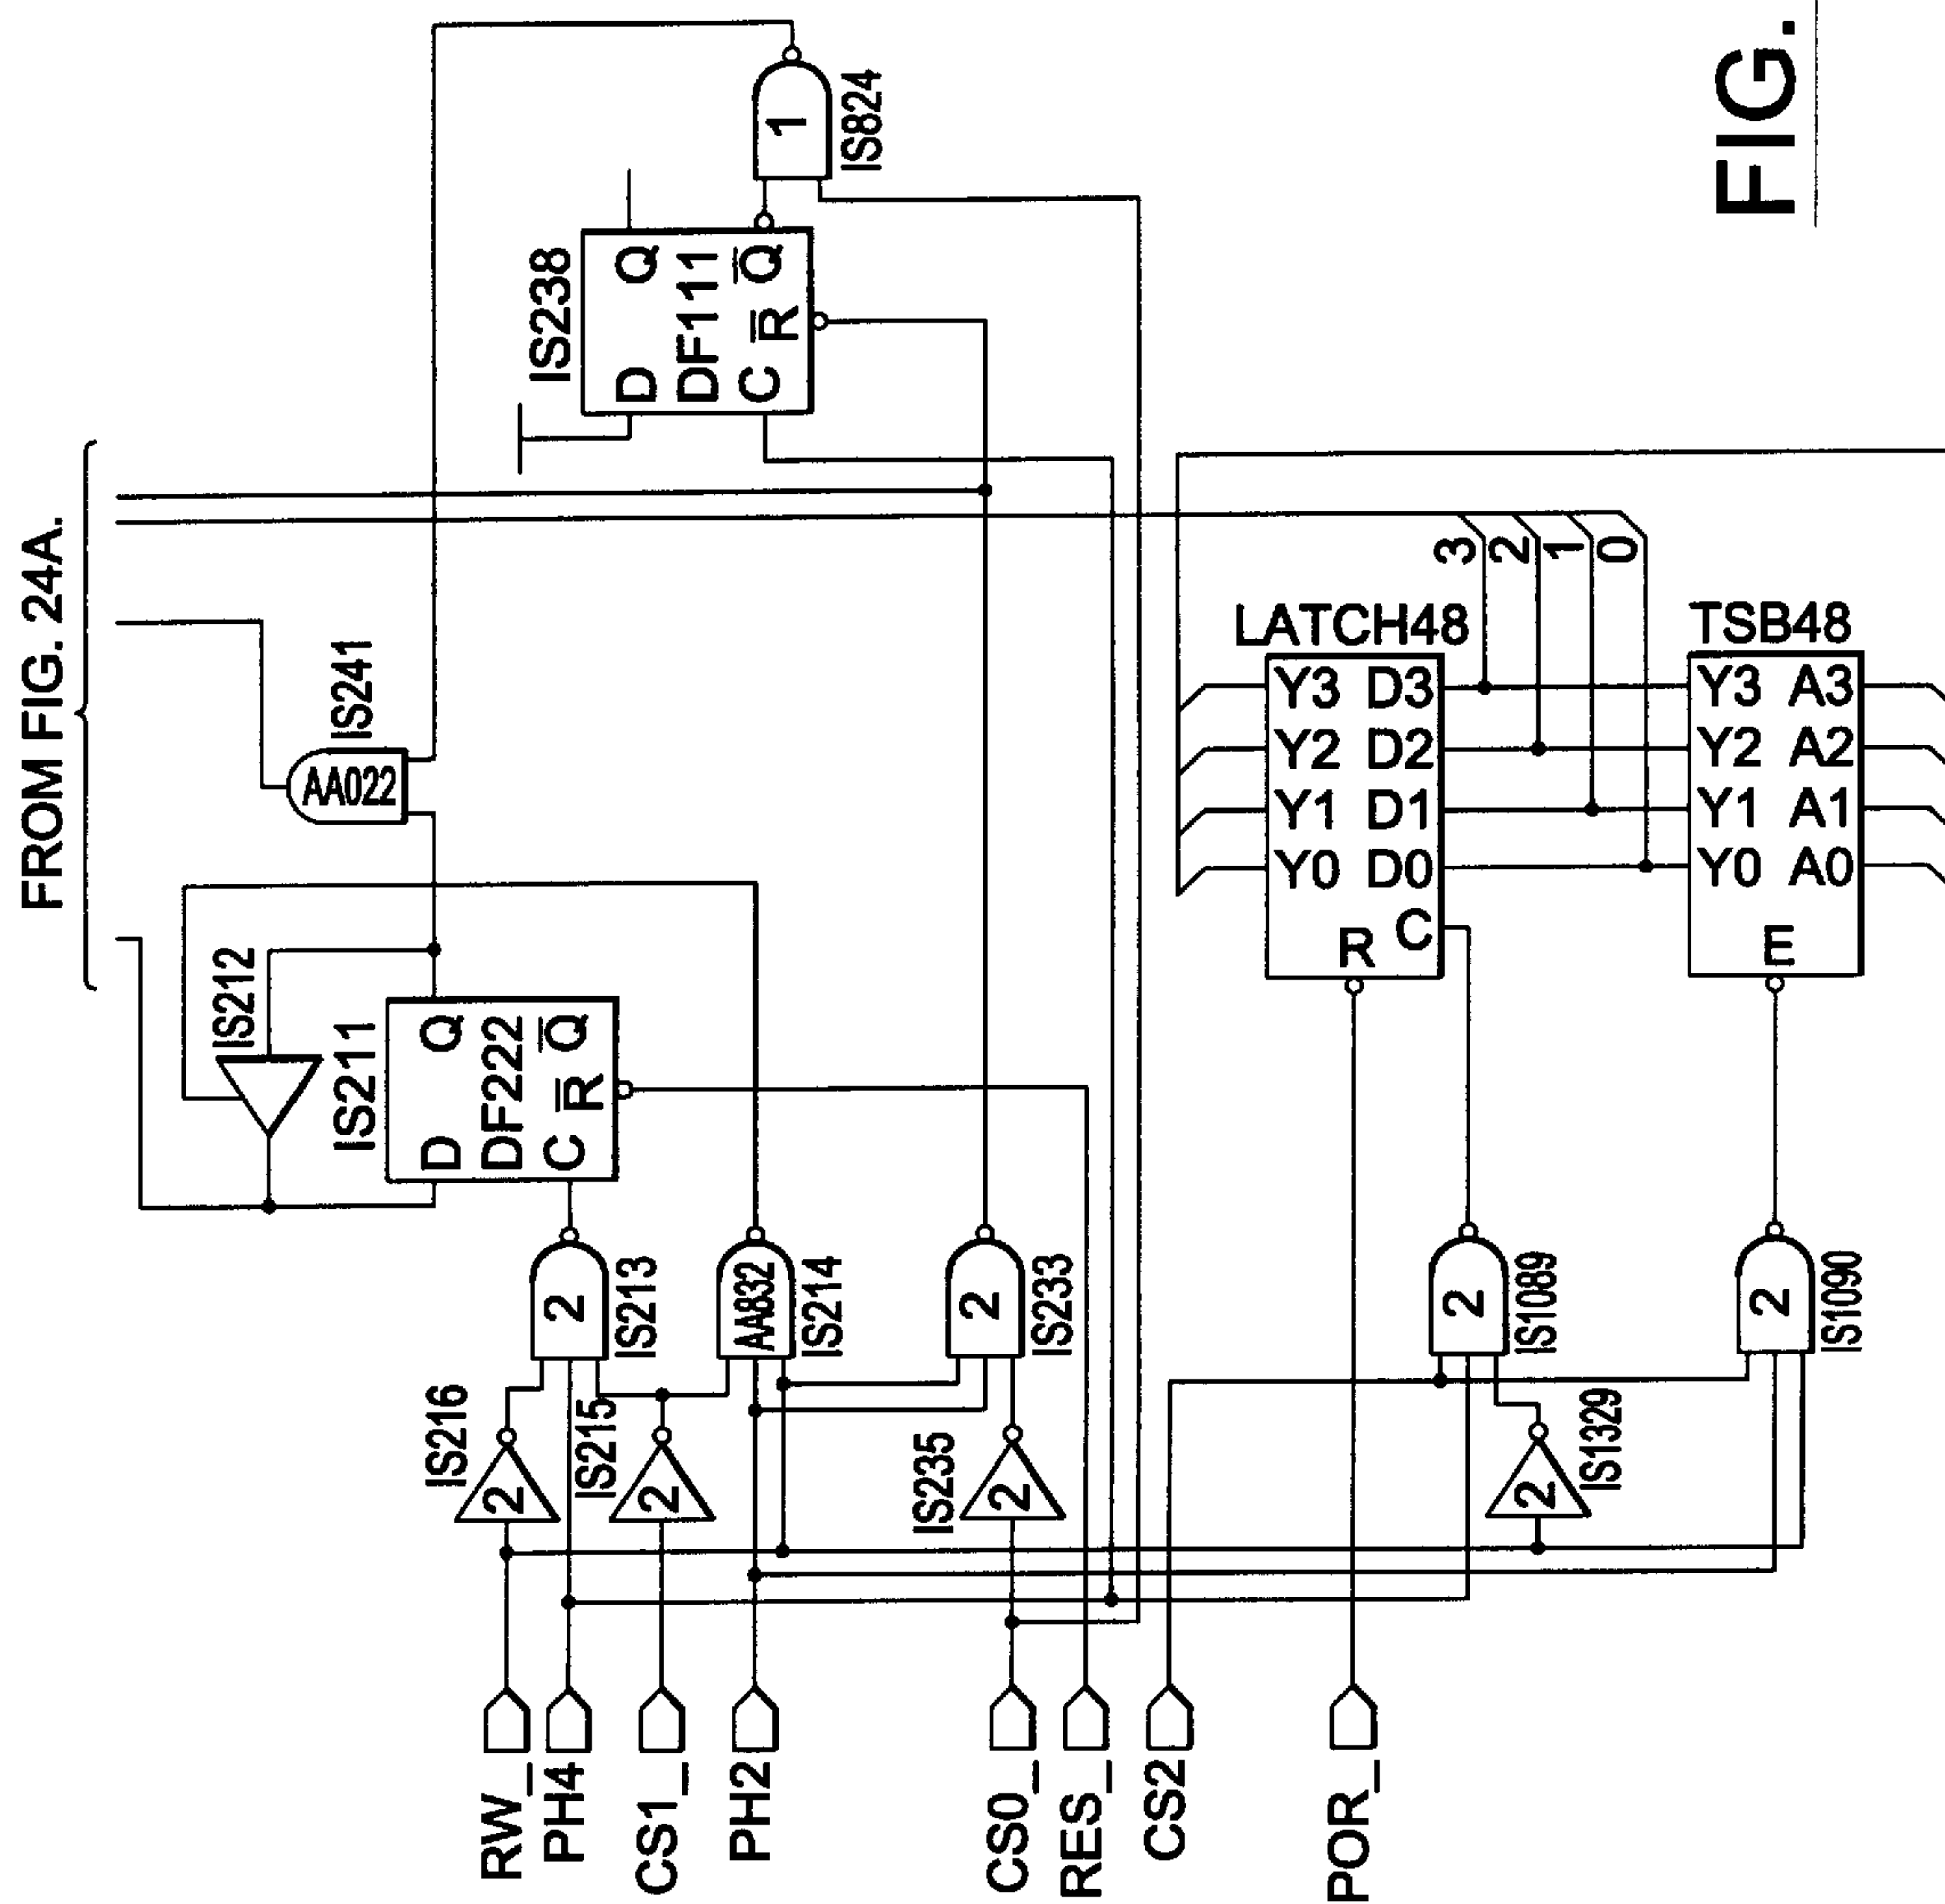 FROM FIG. 24A.
IS212
IS211
D Q
DF222
C R Q
IS241
AA022
IS238
D Q
DF111
C R Q
1
IS824
IS216
2
2
IS213
IS215
2
AA832
IS214
IS235
2
2
IS233
RW_
PH4
CS1_
PH2
CS0_
RES_
CS2
POR_
LATCH48
Y3 D3
Y2 D2
Y1 D1
Y0 D0
R C
3
2
1
0
TSB48
Y3 A3
Y2 A2
Y1 A1
Y0 A0
E
2
IS1089
2
IS1329
2
IS1090
FIG.